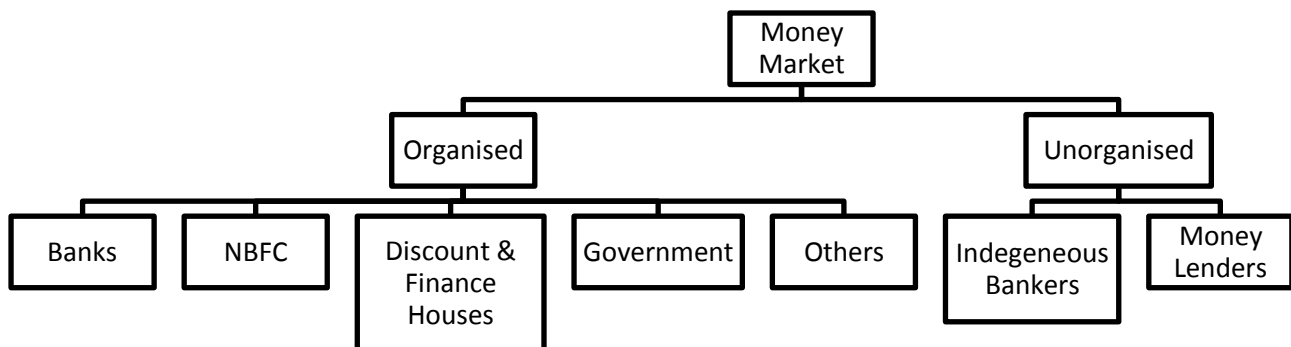 Money
Market
Organised
Unorganised
Banks
NBFC
Discount &
Finance
Houses
Government
Others
Indegeneous
Bankers
Money
Lenders